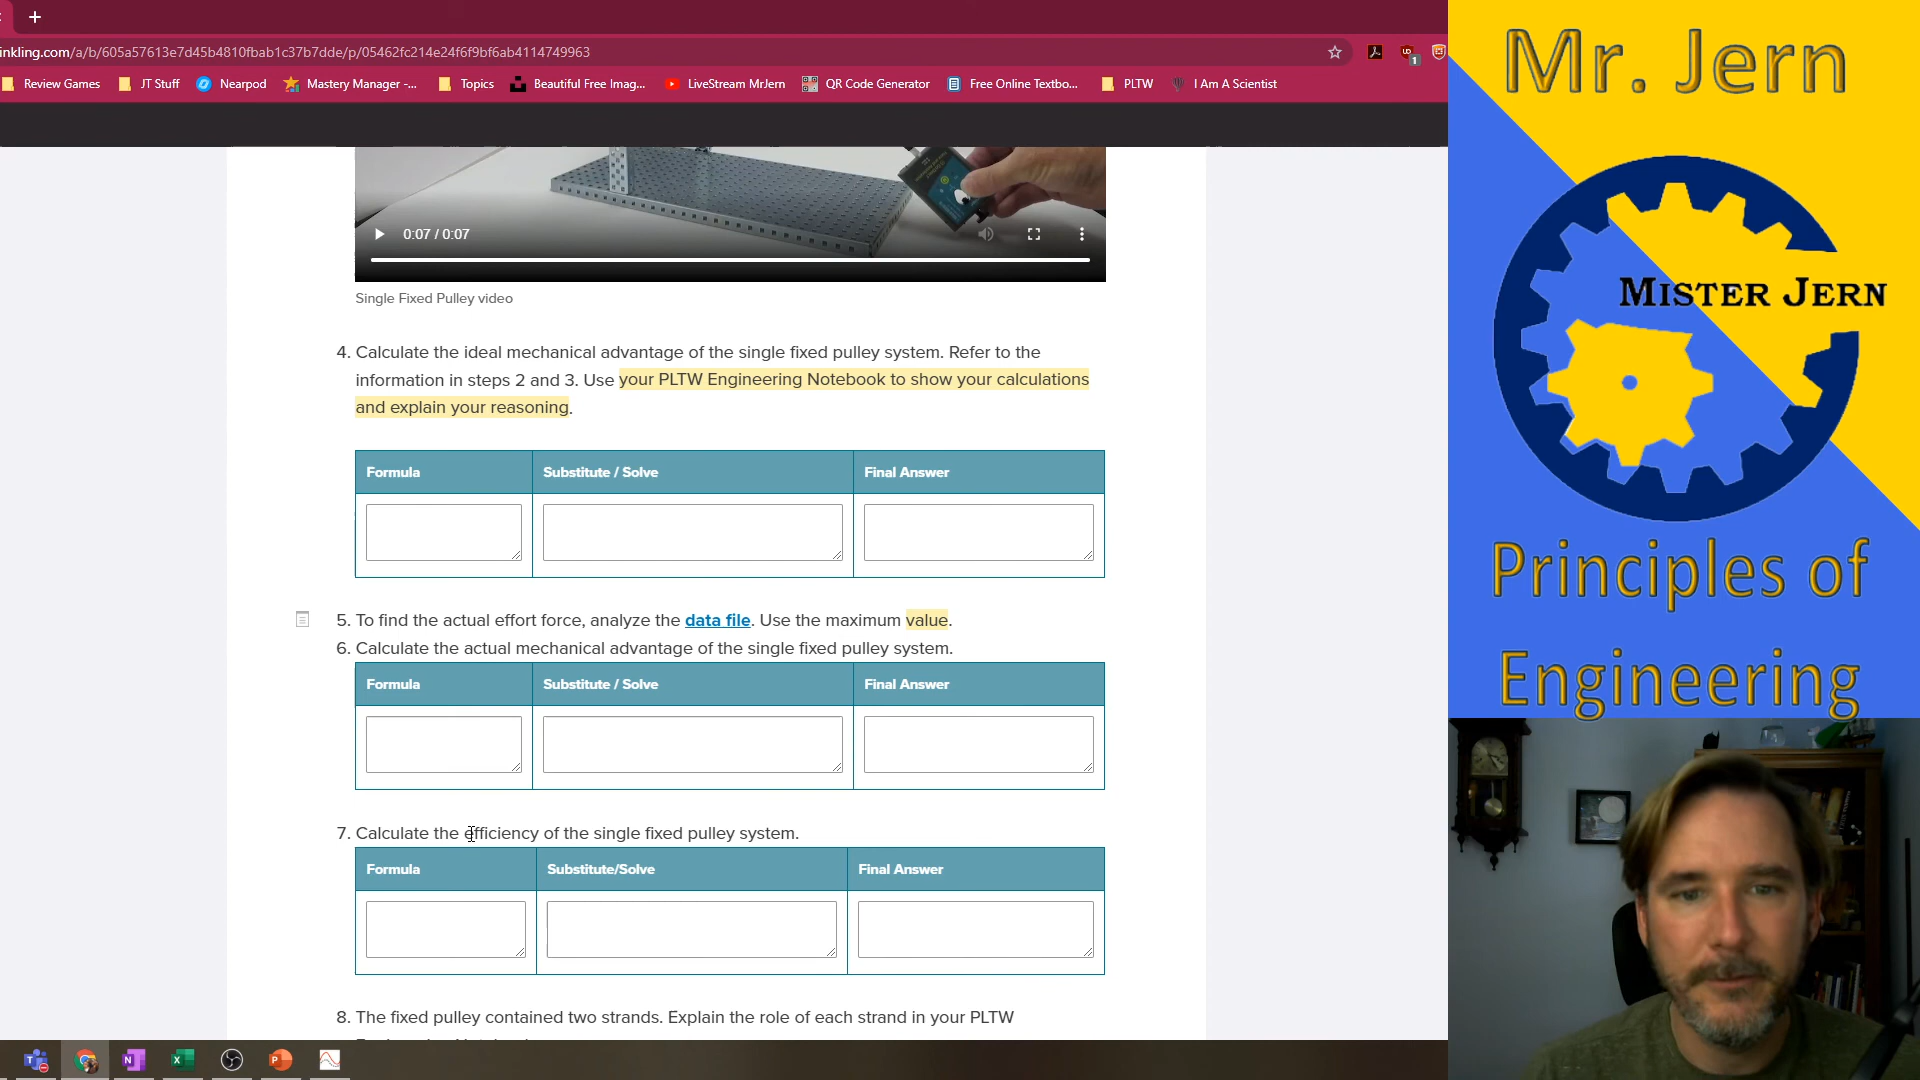 inkling.com/a/b/605a57613e7d45b4810fbab1c37b7dde/p/05462fc214e24f6f9bf6ab4114749963
Review Games JT Stuff Nearpod Mastery Manager -... Topics Beautiful Free Imag... LiveStream MrJern QR Code Generator Free Online Textbo... PLTW I Am A Scientist
0:07 / 0:07
Single Fixed Pulley video
4. Calculate the ideal mechanical advantage of the single fixed pulley system. Refer to the
information in steps 2 and 3. Use your PLTW Engineering Notebook to show your calculations
and explain your reasoning.
Formula Substitute / Solve Final Answer
5. To find the actual effort force, analyze the data file. Use the maximum value.
6. Calculate the actual mechanical advantage of the single fixed pulley system.
Formula Substitute / Solve Final Answer
7. Calculate the efficiency of the single fixed pulley system.
Formula Substitute/Solve Final Answer
8. The fixed pulley contained two strands. Explain the role of each strand in your PLTW
Mr. Jern
MISTER JERN
Principles of
Engineering